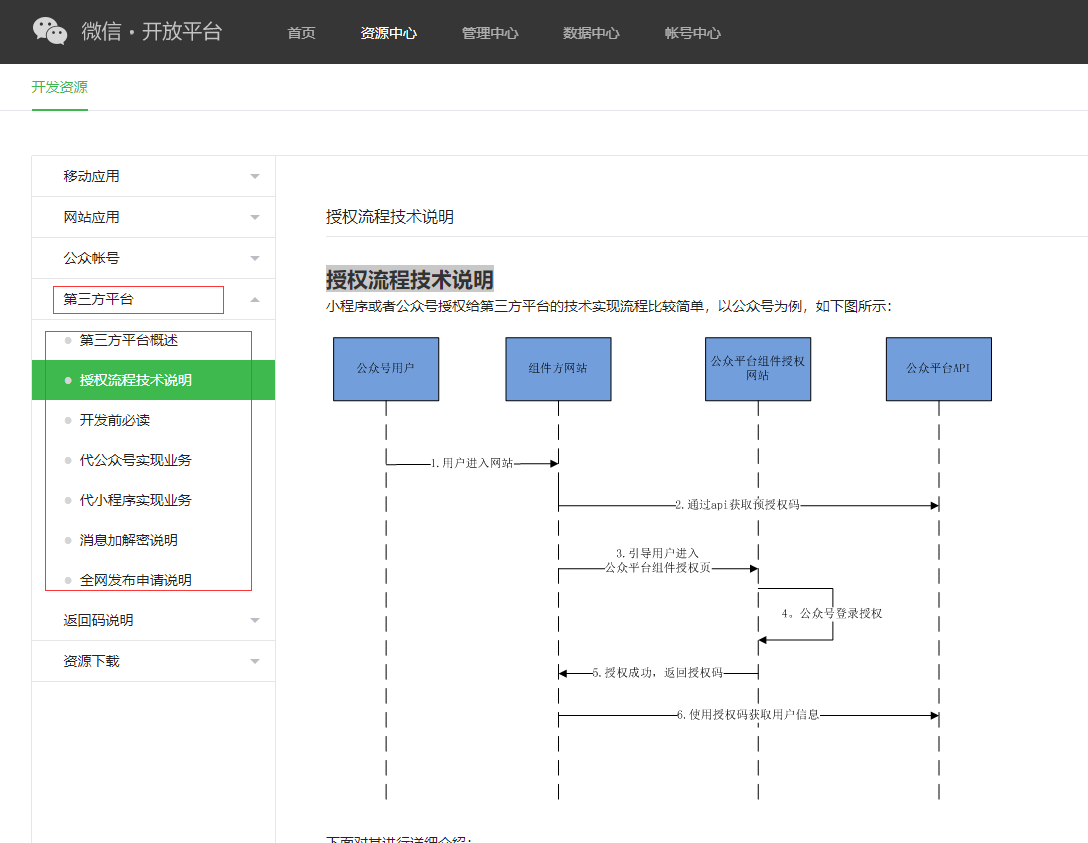 微信·开放平台
首页
资源中心
管理中心
数据中心
帐号中心
开发资源
移动应用
网站应用
公众帐号
第三方平台
第三方平台概述
授权流程技术说明
开发前必读
代公众号实现业务
代小程序实现业务
消息加解密说明
全网发布申请说明
返回码说明
资源下载
授权流程技术说明
授权流程技术说明
小程序或者公众号授权给第三方平台的技术实现流程比较简单，以公众号为例，如下图所示：
公众号用户
组件方网站
公众平台组件授权
网站
公众平台API
1.用户进入网站
2.通过api获取预授权码
3.引导用户进入
公众平台组件授权页
4。公众号登录授权
5.授权成功，返回授权码
6.使用授权码获取用户信息
下面对其进行详细介绍：